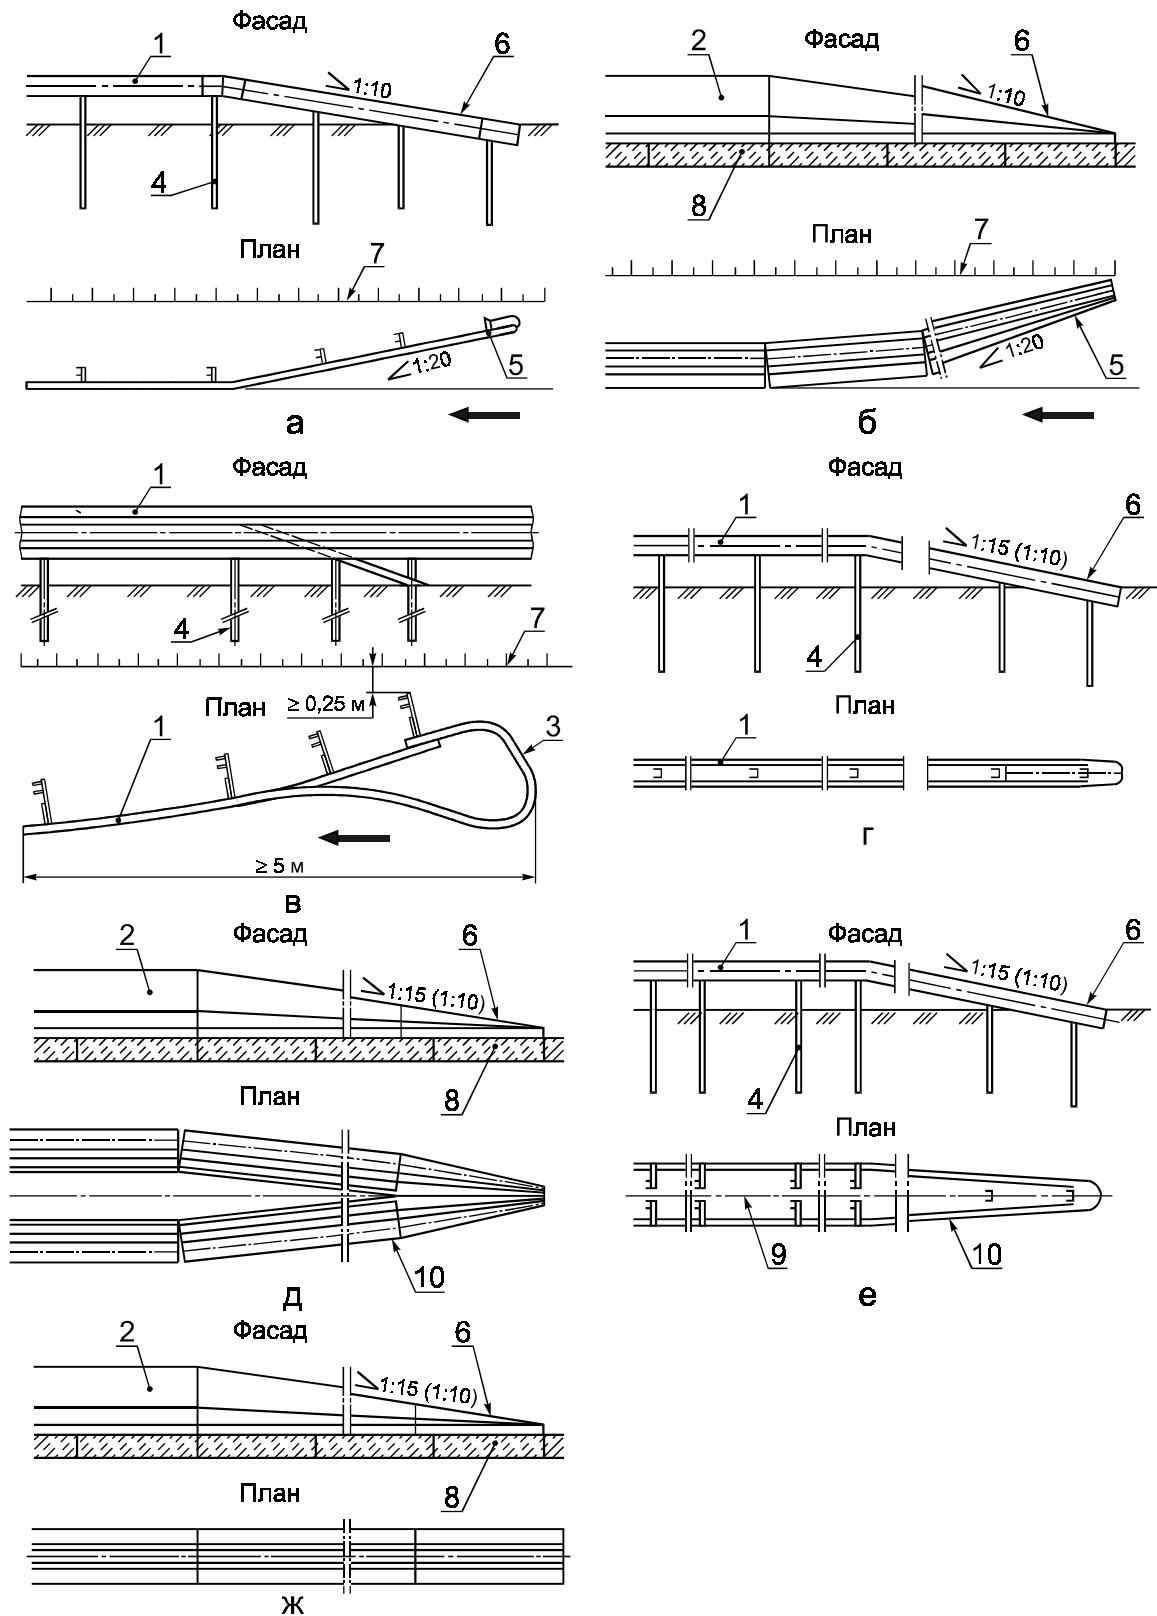 Фасад
1
6
1:10
4
План
7
5
1:20
а
Фасад
2
6
1:10
8
План
7
1:20
5
б
Фасад
1
4
7
План
≥ 0,25 м
1
3
≥ 5 м
в
Фасад
1
6
1:15 (1:10)
4
План
1
г
Фасад
2
6
1:15 (1:10)
8
План
10
д
Фасад
1
6
1:15 (1:10)
4
План
9
10
е
Фасад
2
6
1:15 (1:10)
8
План
ж